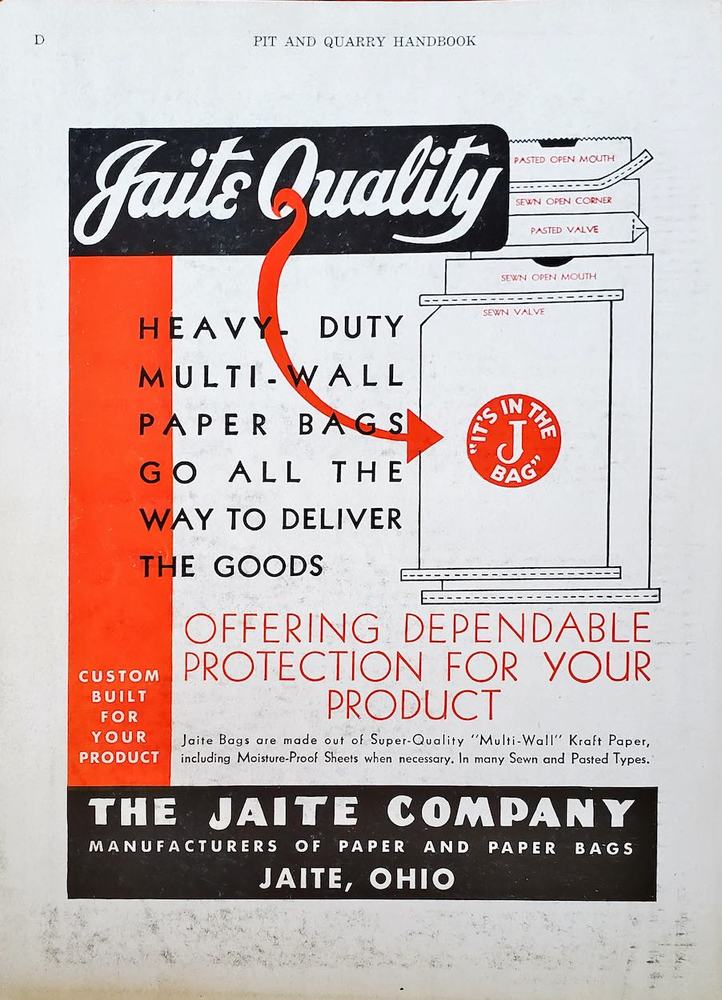 D
PIT AND QUARRY HANDBOOK
Jaite Quality
PASTED OPEN MOUTH
SEWN OPEN CORNER
PASTED VALVE
SEWN OPEN MOUTH
SEWN VALVE
HEAVY- DUTY
MULTI-WALL
PAPER BAGS
GO ALL THE
WAY TO DELIVER
THE GOODS
"IT'S IN THE
J
BAG"
OFFERING DEPENDABLE
PROTECTION FOR YOUR
PRODUCT
CUSTOM
BUILT
FOR
YOUR
PRODUCT
Jaite Bags are made out of Super-Quality "Multi-Wall" Kraft Paper,
including Moisture-Proof Sheets when necessary. In many Sewn and Pasted Types.
THE JAITE COMPANY
MANUFACTURERS OF PAPER AND PAPER BAGS
JAITE, OHIO